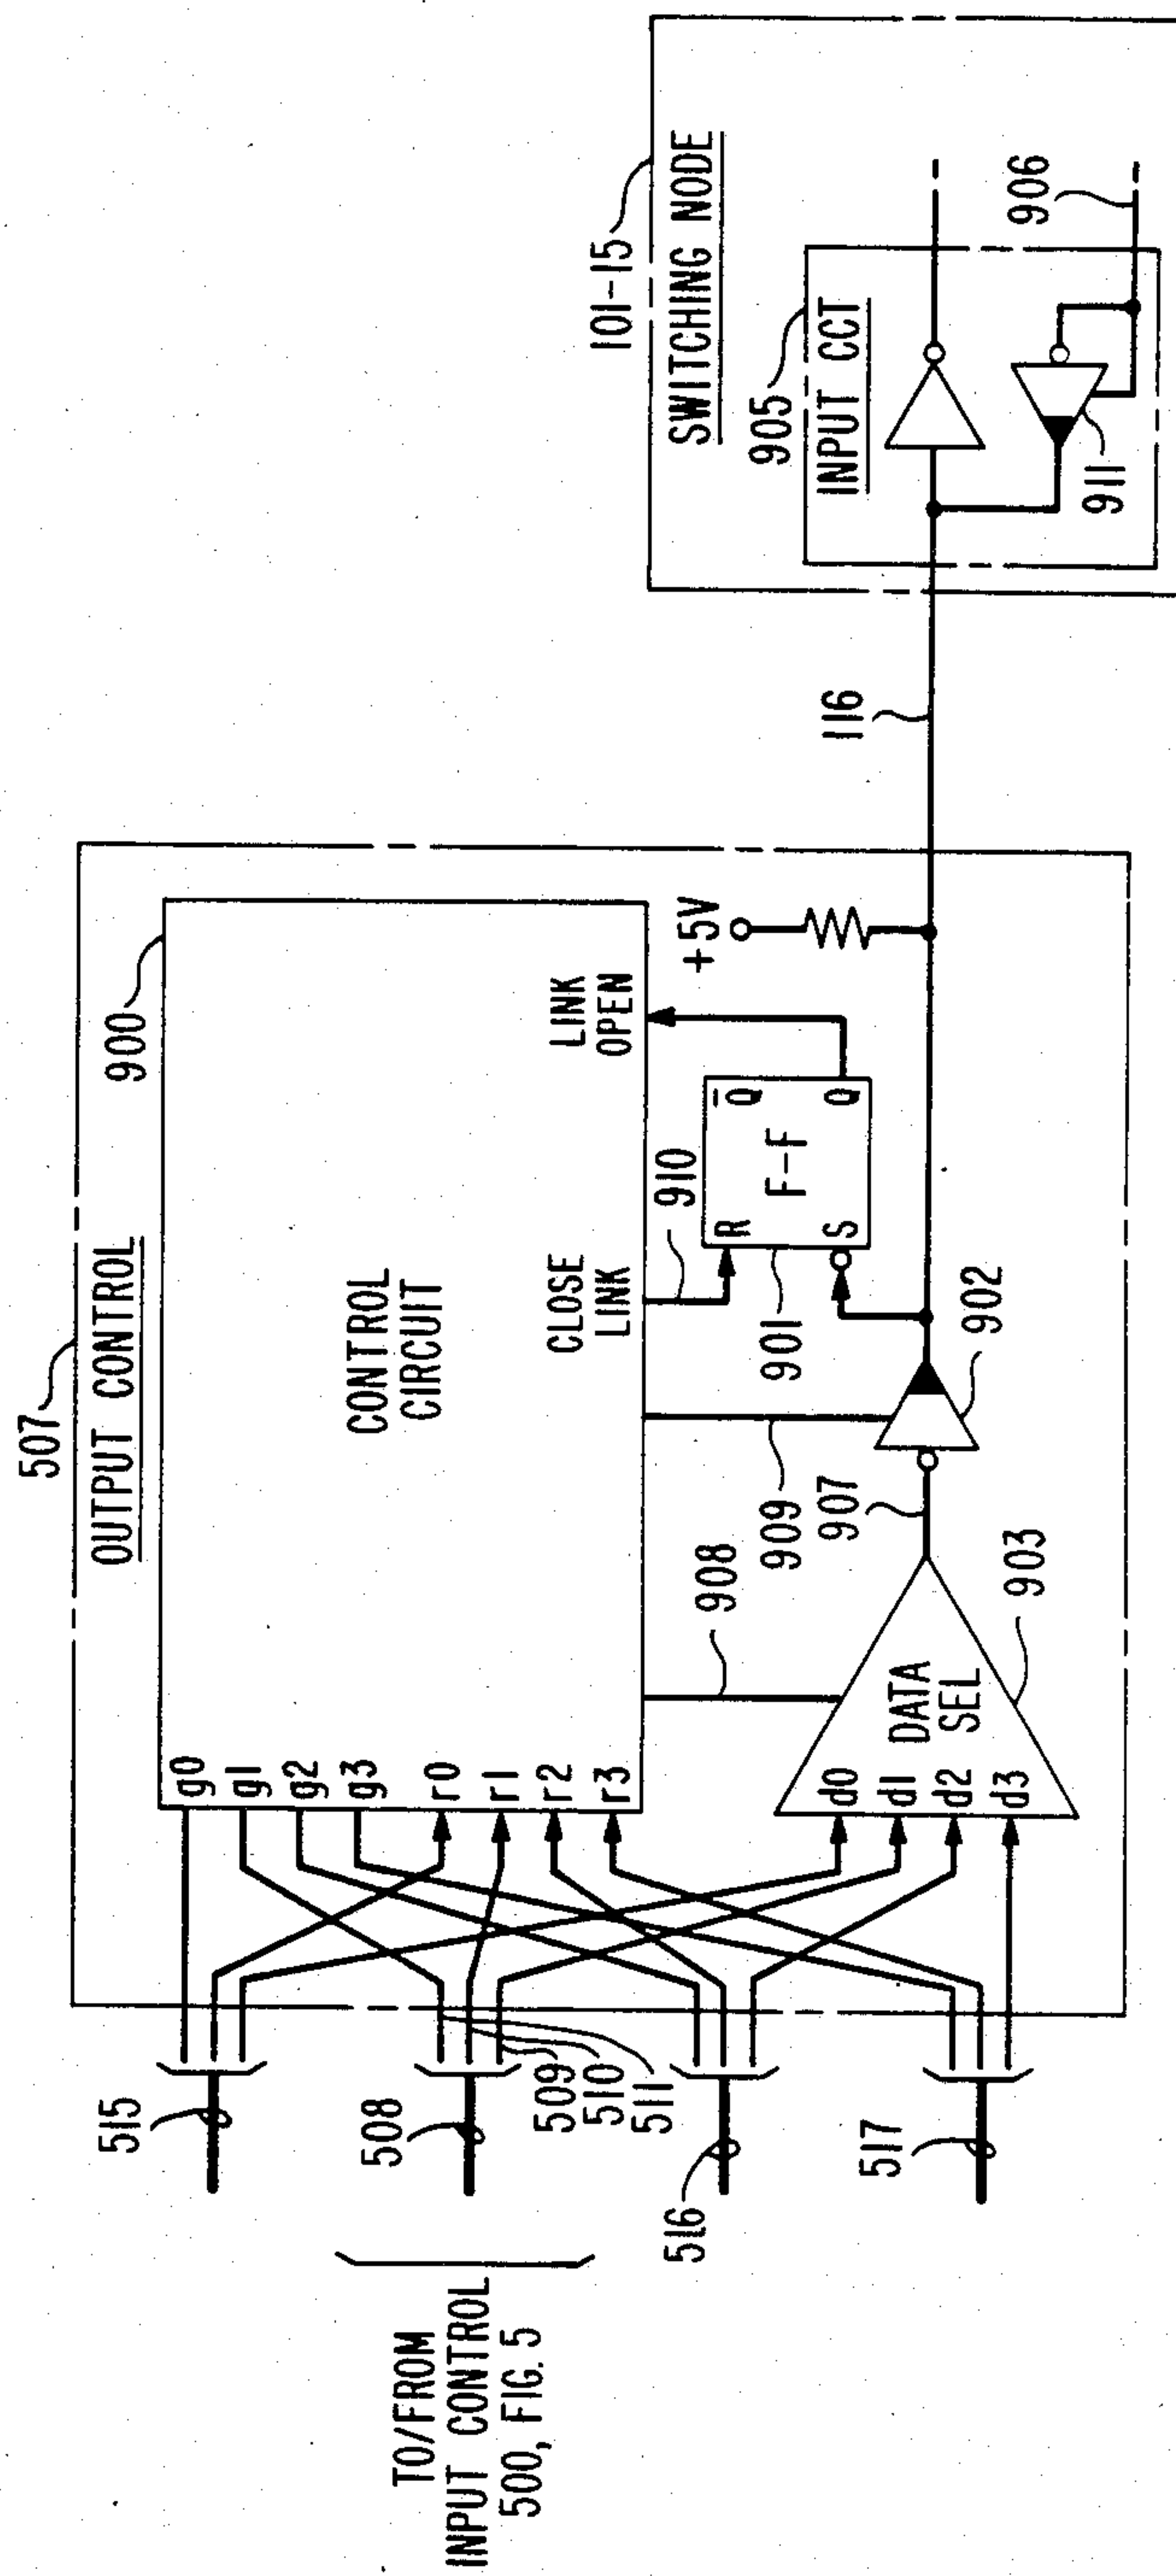 507
OUTPUT CONTROL
900
CONTROL
CIRCUIT
g0
g1
g2
g3
r0
r1
r2
r3
CLOSE
LINK
LINK
OPEN
910
R
S
F-F
Q̅
Q
901
+5V
902
909
907
908
DATA
SEL
d0
d1
d2
d3
903
515
508
509
510
511
516
517
TO/FROM
INPUT CONTROL
500, FIG. 5
116
101-15
SWITCHING NODE
905
INPUT CCT
906
911